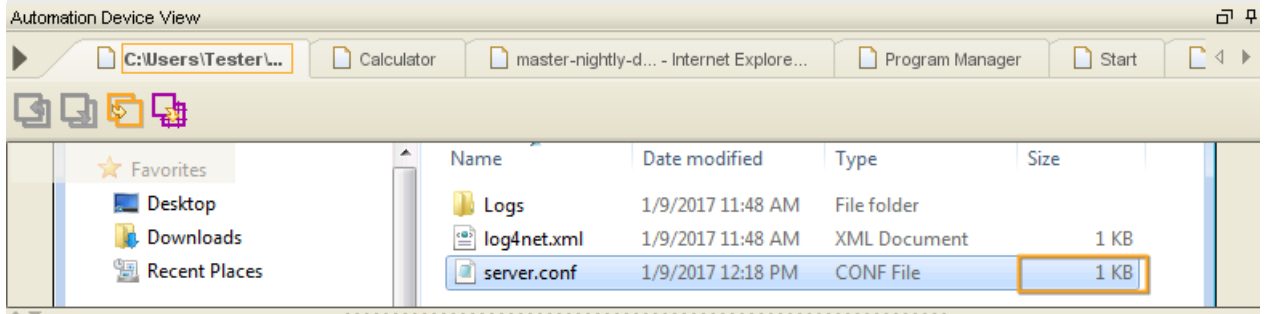 Automation Device View
C:\Users\Tester\... Calculator master-nightly-d... - Internet Explore... Program Manager Start
Favorites
Desktop
Downloads
Recent Places
Name Date modified Type Size
Logs 1/9/2017 11:48 AM File folder
log4net.xml 1/9/2017 11:48 AM XML Document 1 KB
server.conf 1/9/2017 12:18 PM CONF File 1 KB